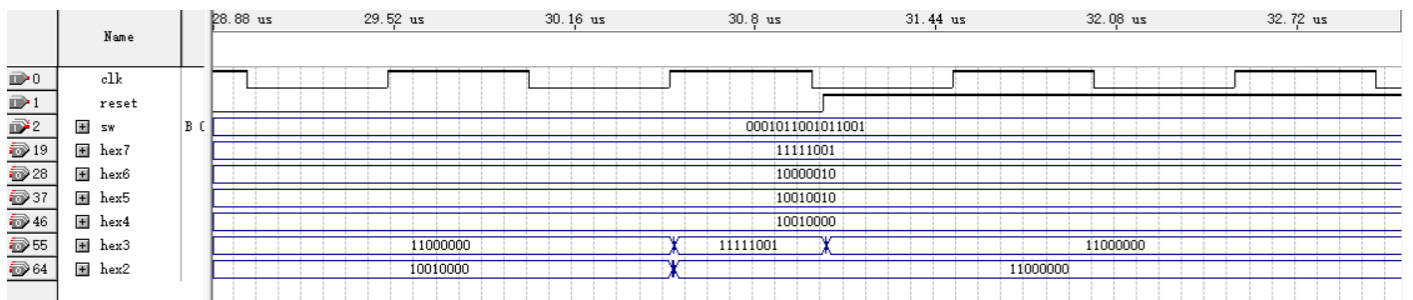 28.88 us 29.52 us 30.16 us 30.8 us 31.44 us 32.08 us 32.72 us
Name
0 clk
1 reset
2 sw B 0001011001011001
19 hex7 11111001
28 hex6 10000010
37 hex5 10010010
46 hex4 10010000
55 hex3 11000000 11111001 11000000
64 hex2 10010000 11000000